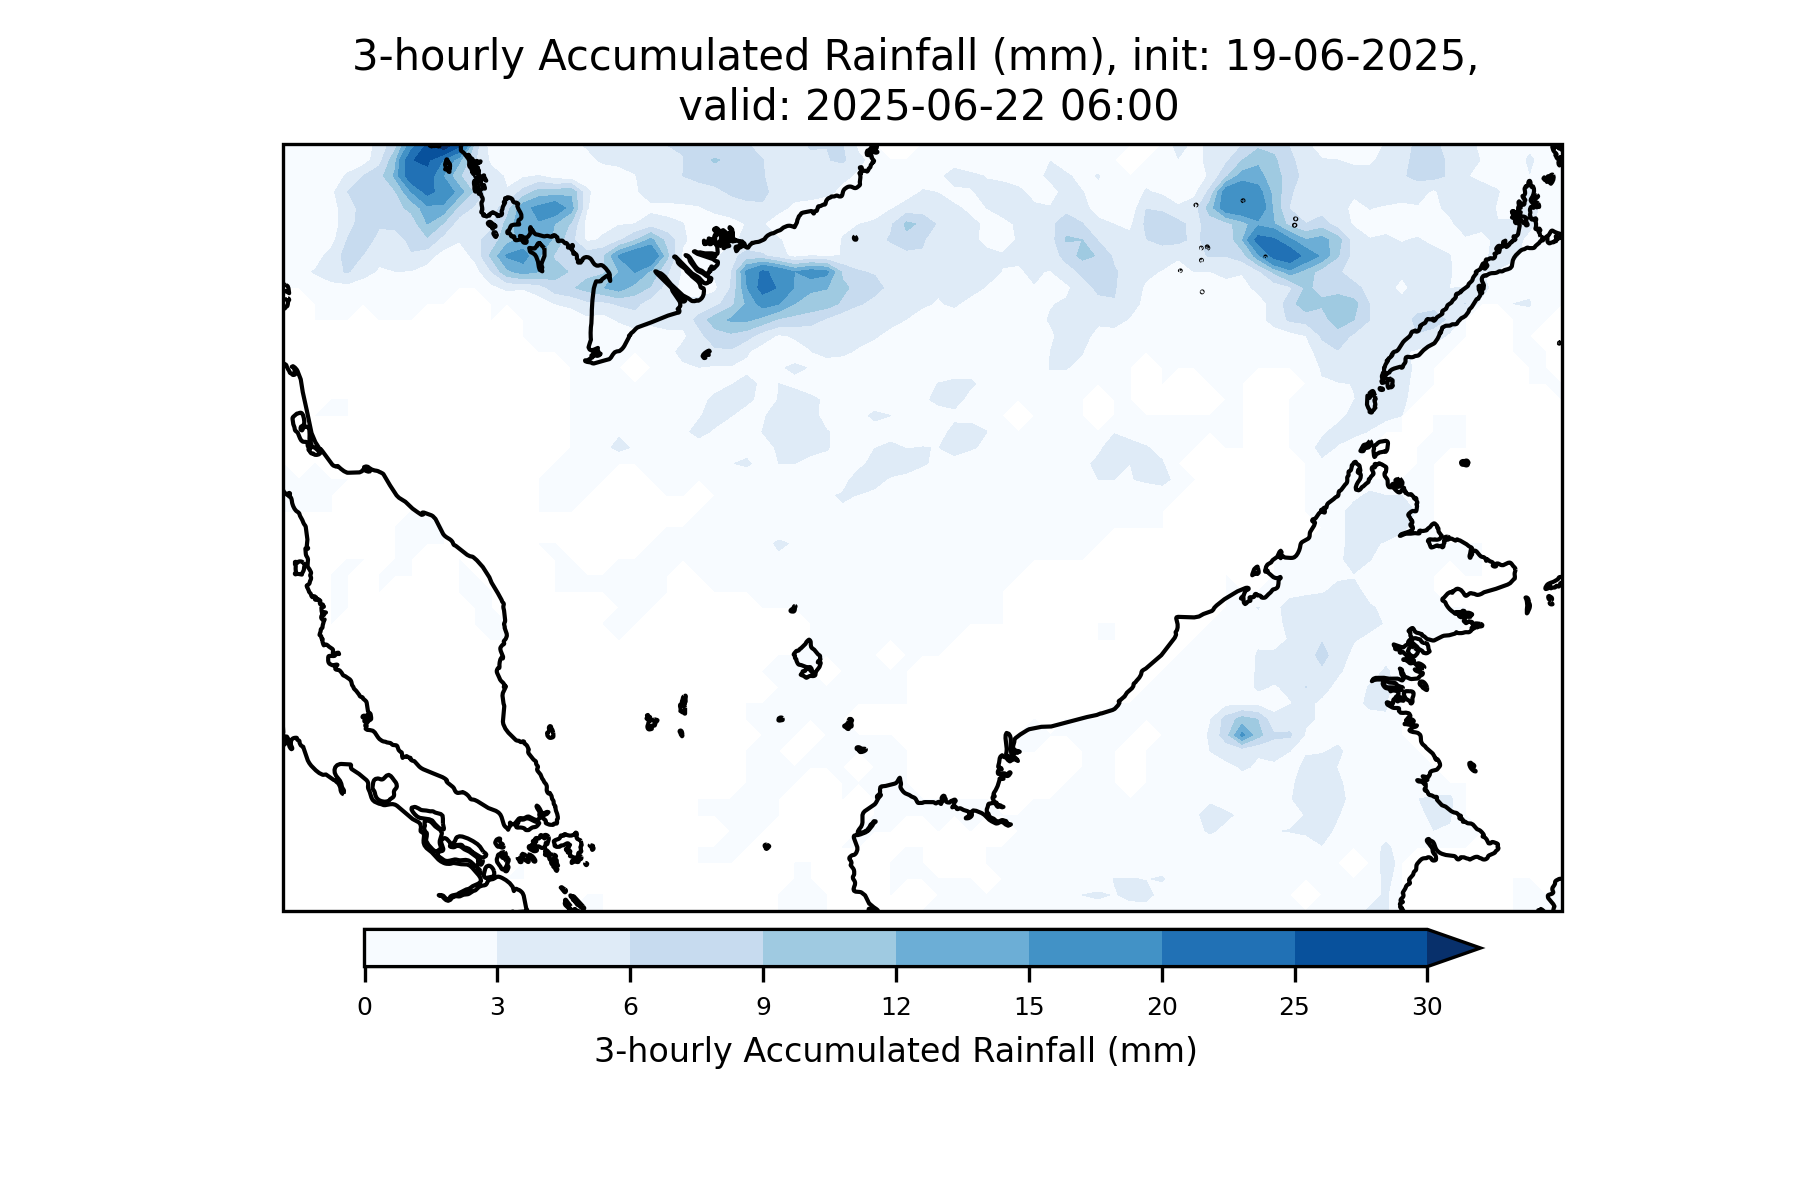 3-hourly Accumulated Rainfall (mm), init: 19-06-2025,
valid: 2025-06-22 06:00
0 3 6 9 12 15 20 25 30
3-hourly Accumulated Rainfall (mm)